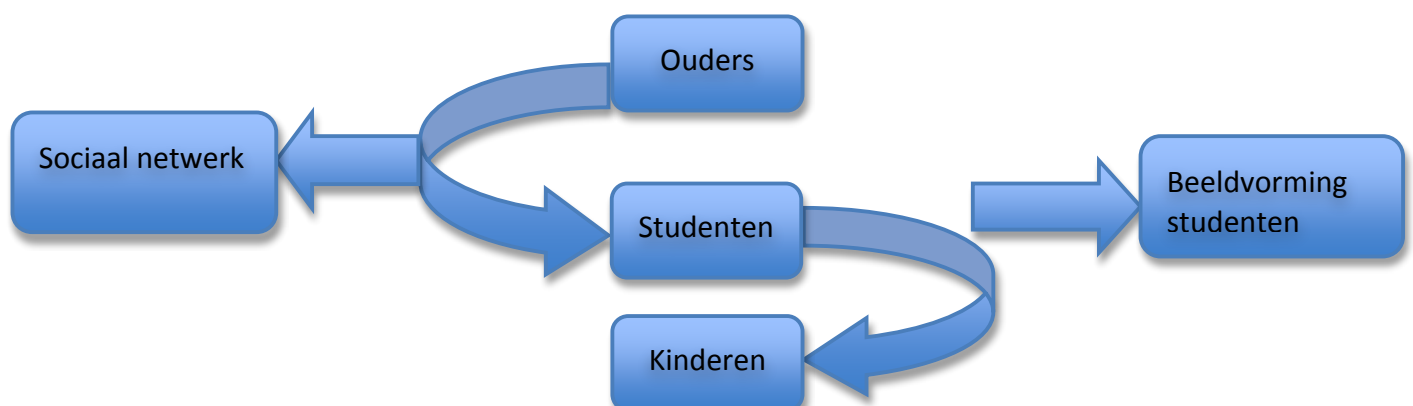 Ouders
Sociaal netwerk
Studenten
Beeldvorming
studenten
Kinderen